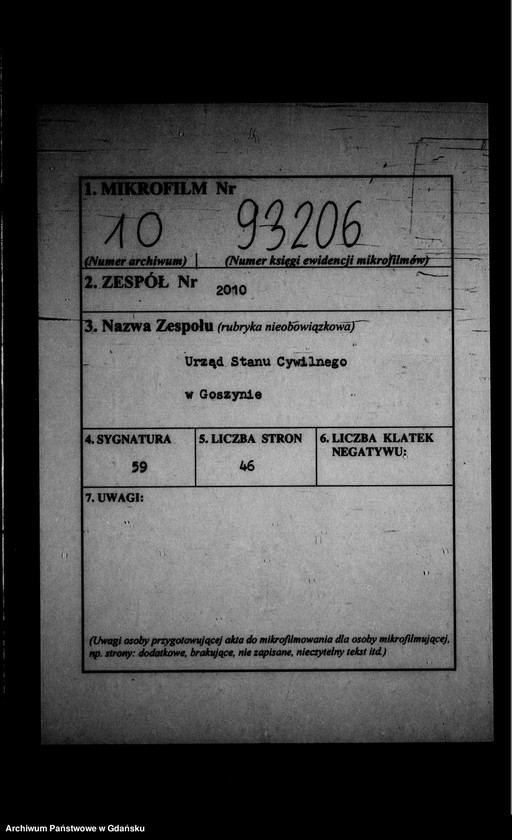 1. MIKROFILM Nr
10 93206
(Numer archiwum) (Numer księgi ewidencji mikrofilmów)
2. ZESPÓŁ Nr 2010
3. Nazwa Zespołu (rubryka nieobowiązkowa)
Urząd Stanu Cywilnego
w Goszynie
4. SYGNATURA 5. LICZBA STRON 6. LICZBA KLATEK
NEGATYWU:
59 46
7. UWAGI:
(Uwagi osoby przygotowującej akta do mikrofilmowania dla osoby mikrofilmującej,
np. strony: dodatkowe, brakujące, nie zapisane, nieczytelny tekst itd.)
Archiwum Państwowe w Gdańsku